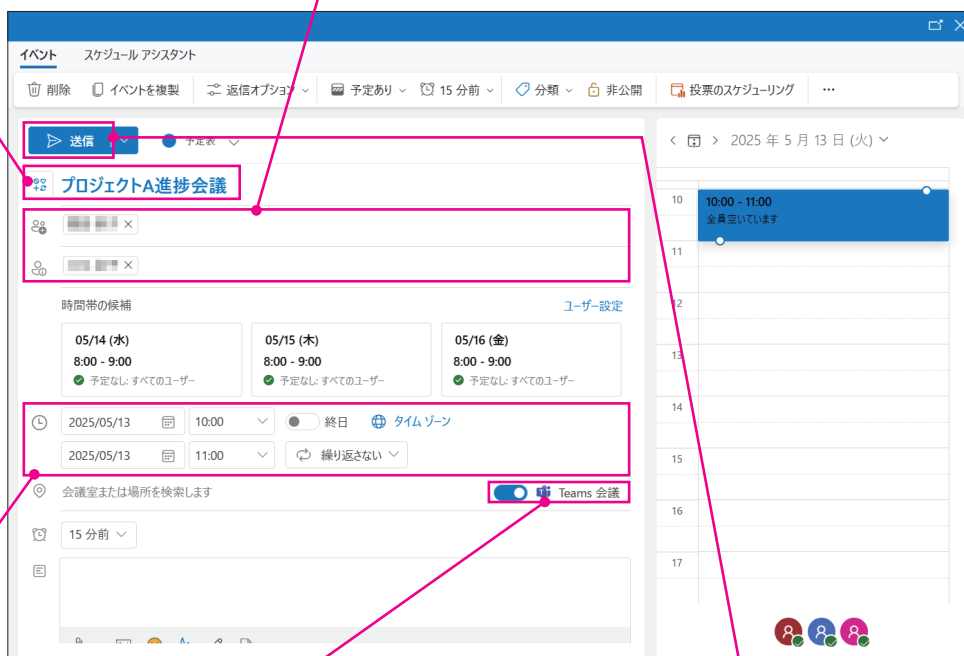 イベント スケジュール アシスタント
削除 イベントを複製 返信オプション 予定あり 15 分前 分類 非公開 投票のスケジューリング ...
送信 予定表
プロジェクトA進捗会議
時間帯の候補 ユーザー設定
05/14 (水) 05/15 (木) 05/16 (金)
8:00 - 9:00 8:00 - 9:00 8:00 - 9:00
予定なし: すべてのユーザー 予定なし: すべてのユーザー 予定なし: すべてのユーザー
2025/05/13 10:00 終日 タイム ゾーン
2025/05/13 11:00 繰り返さない
会議室または場所を検索します Teams 会議
15 分前
2025 年 5 月 13 日 (火)
10 10:00 - 11:00
全員空いています
11
12
13
14
15
16
17